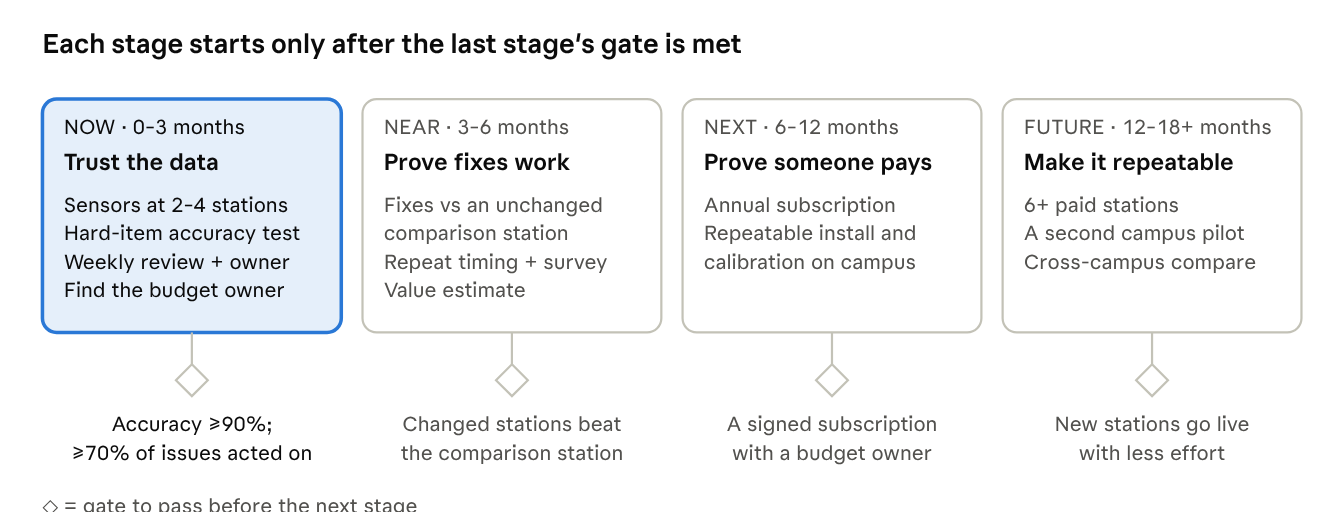 Each stage starts only after the last stage's gate is met
NOW · 0–3 months
Trust the data
Sensors at 2–4 stations
Hard-item accuracy test
Weekly review + owner
Find the budget owner
Accuracy ≥90%;
≥70% of issues acted on
NEAR · 3–6 months
Prove fixes work
Fixes vs an unchanged
comparison station
Repeat timing + survey
Value estimate
Changed stations beat
the comparison station
NEXT · 6–12 months
Prove someone pays
Annual subscription
Repeatable install and
calibration on campus
A signed subscription
with a budget owner
FUTURE · 12–18+ months
Make it repeatable
6+ paid stations
A second campus pilot
Cross-campus compare
New stations go live
with less effort
◇ = gate to pass before the next stage